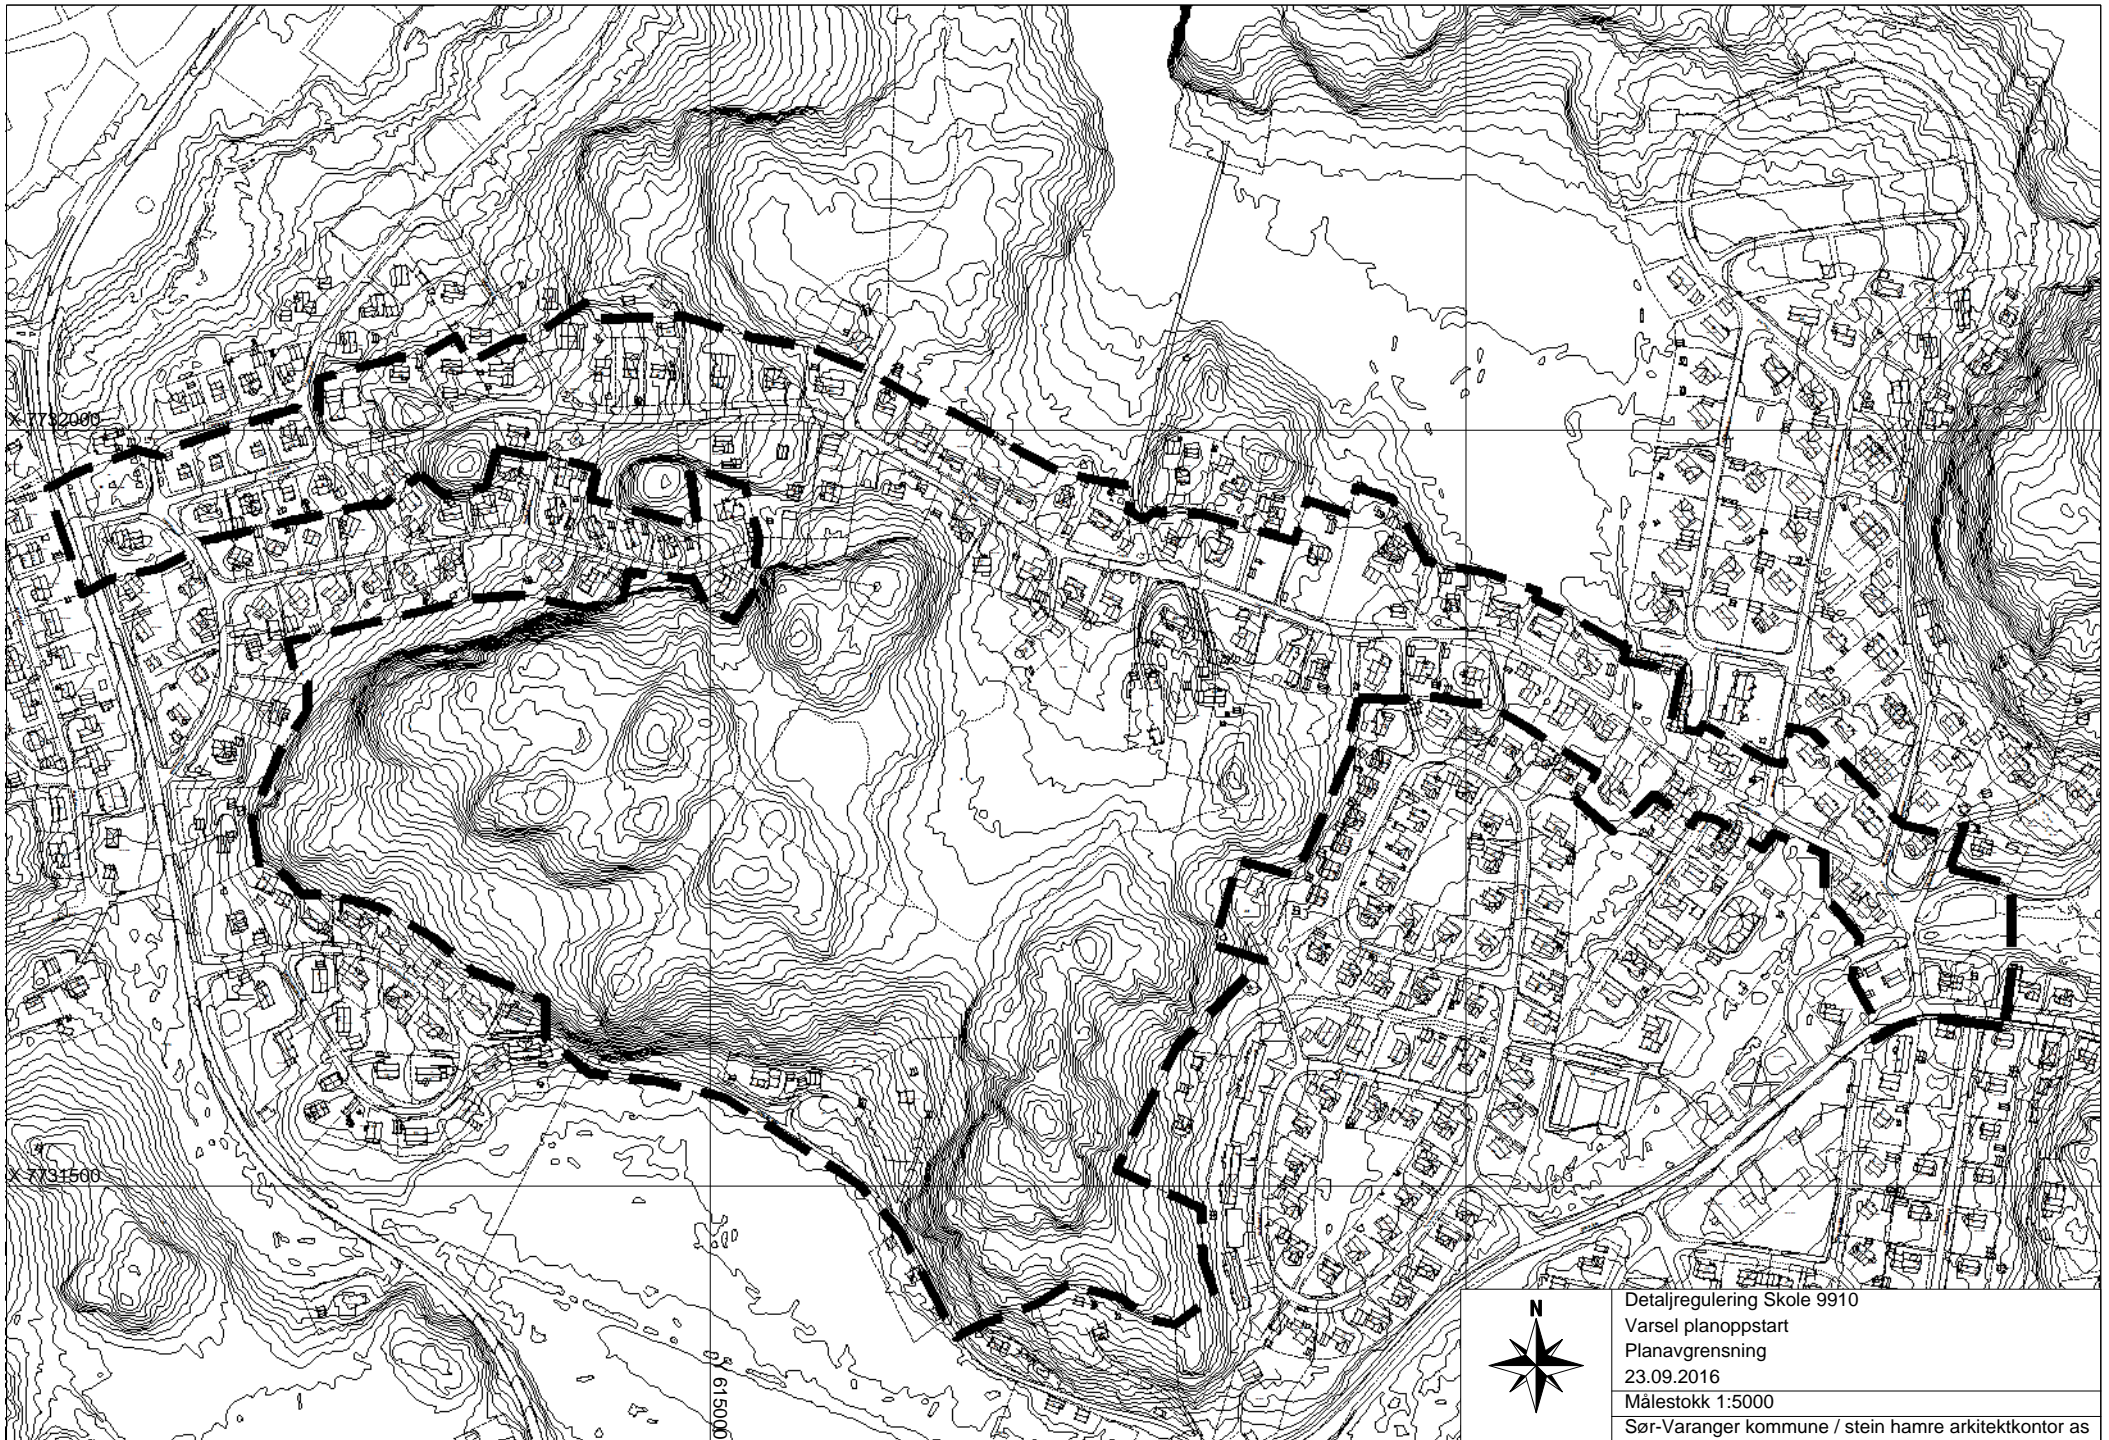 X 7732000
X 7731500
Y 615000
N
Detaljregulering Skole 9910
Varsel planoppstart
Planavgrensning
23.09.2016
Målestokk 1:5000
Sør-Varanger kommune / stein hamre arkitektkontor as